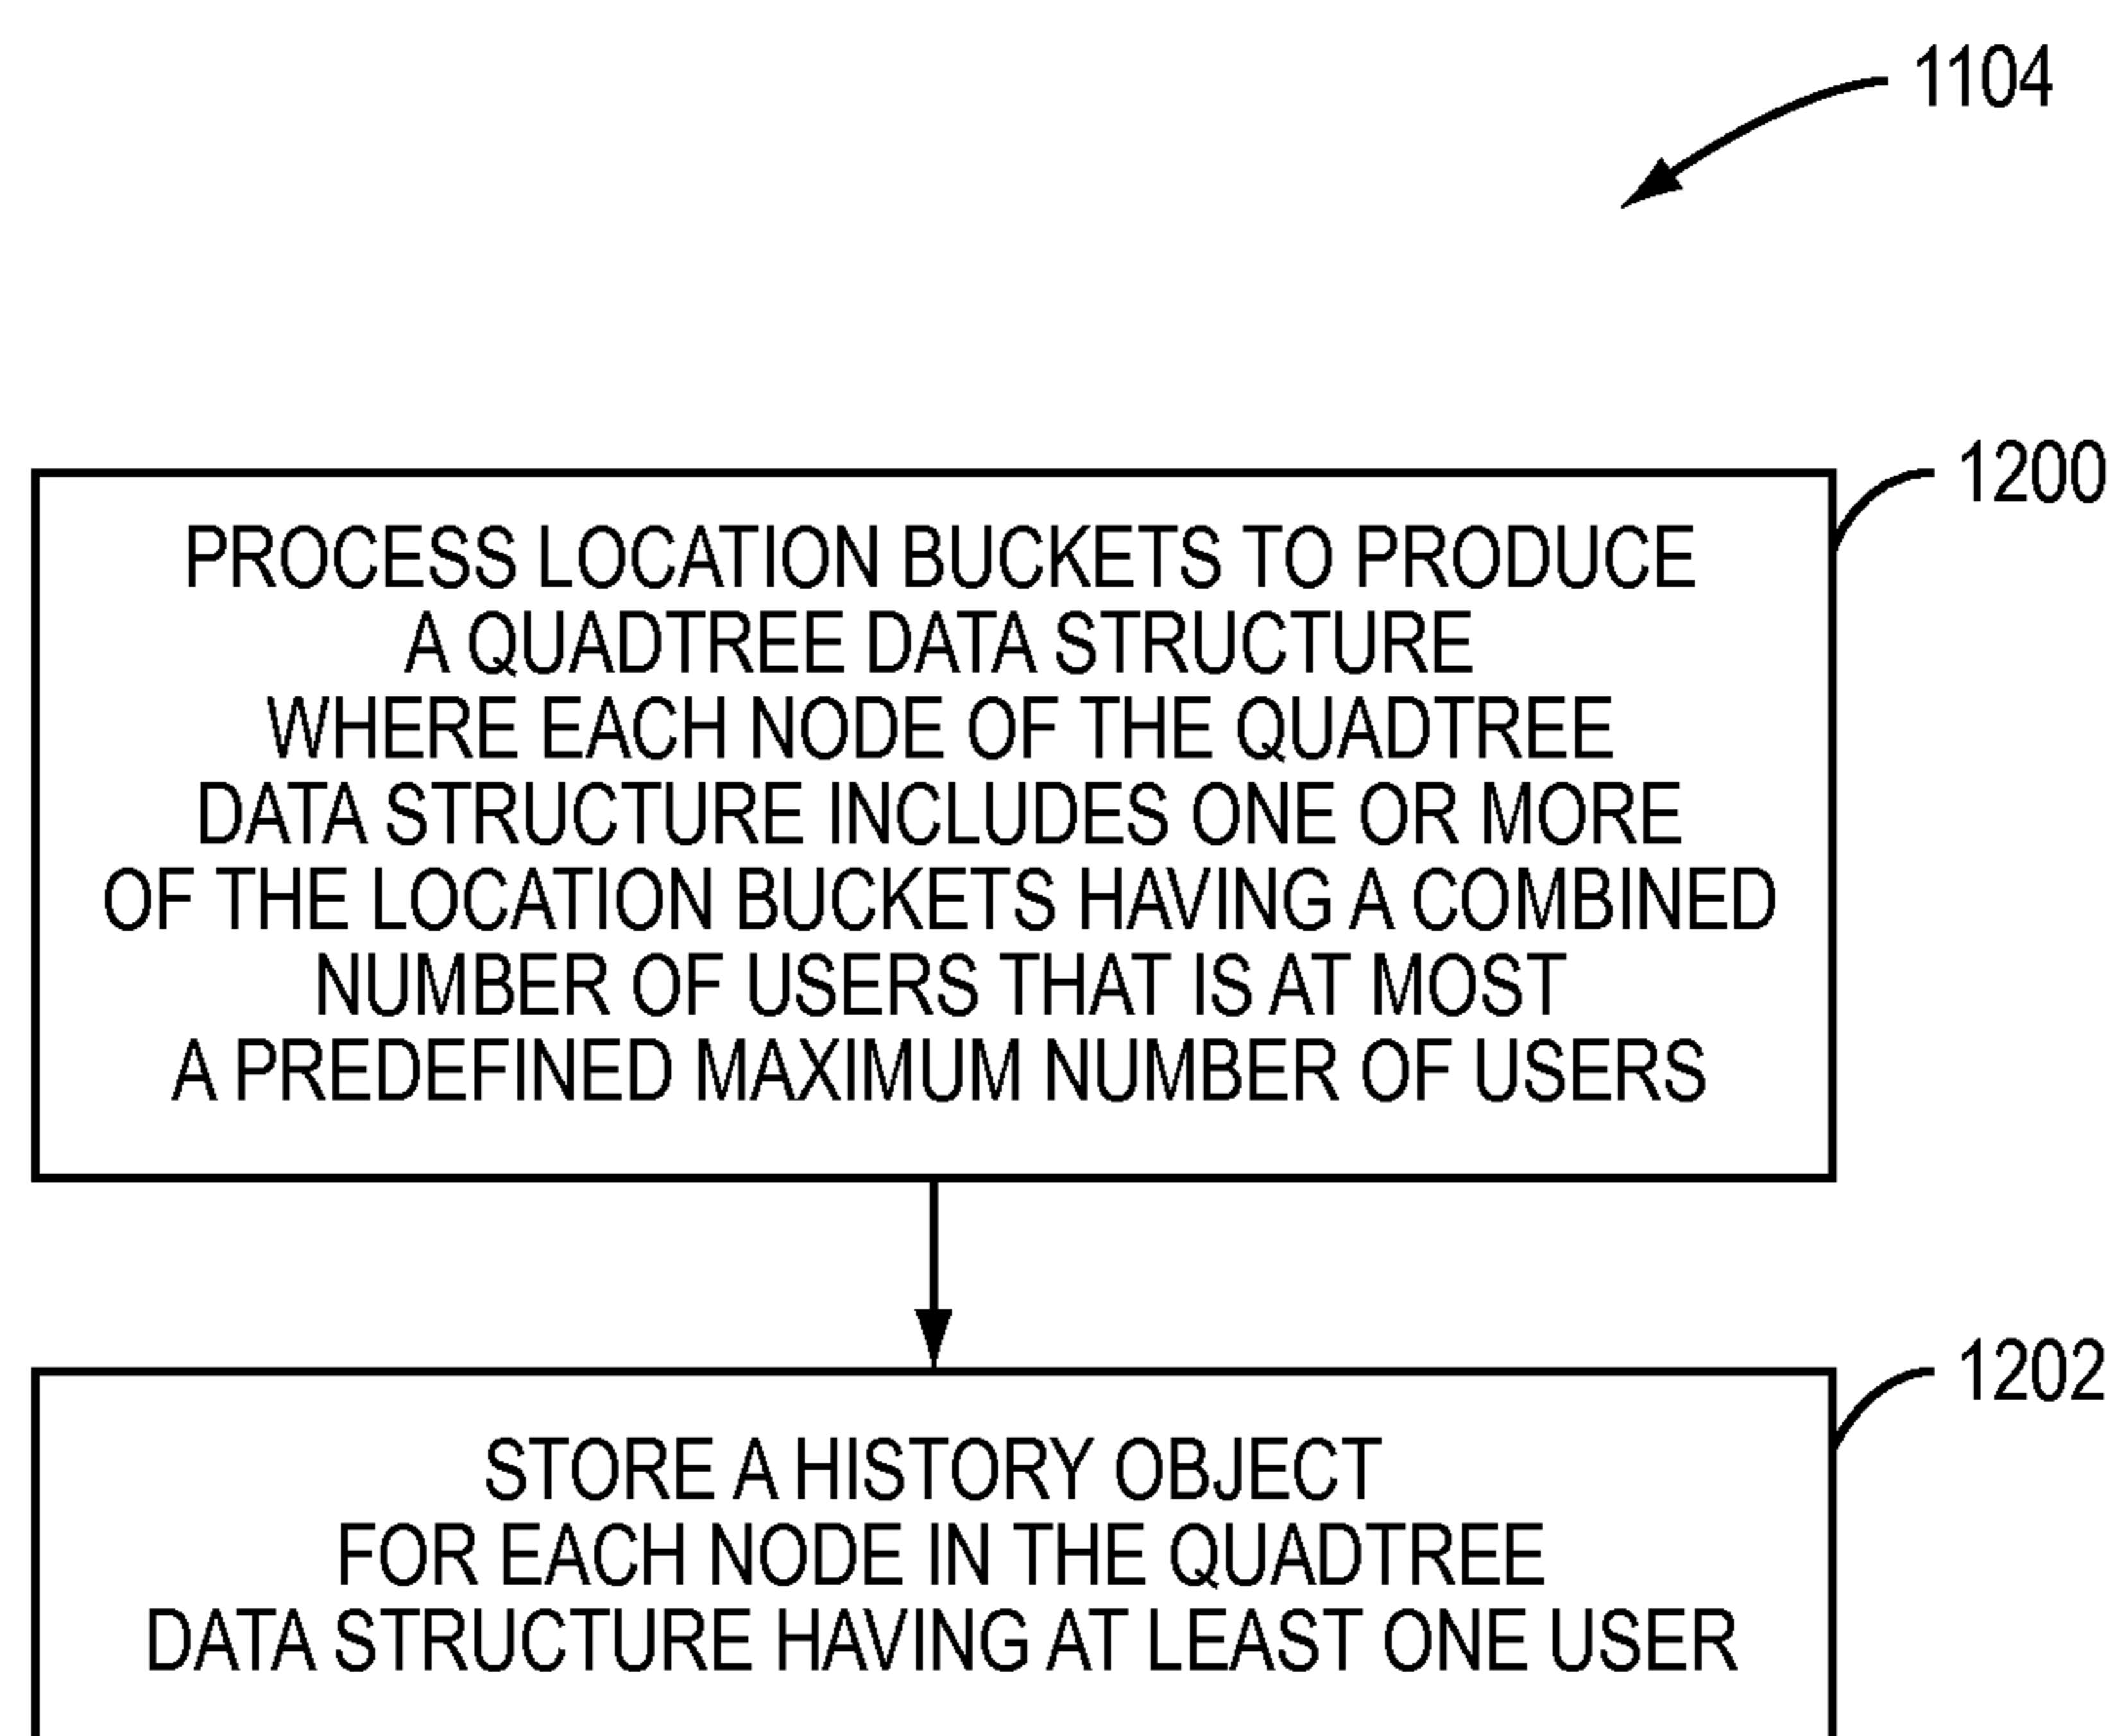 1104
1200
PROCESS LOCATION BUCKETS TO PRODUCE
A QUADTREE DATA STRUCTURE
WHERE EACH NODE OF THE QUADTREE
DATA STRUCTURE INCLUDES ONE OR MORE
OF THE LOCATION BUCKETS HAVING A COMBINED
NUMBER OF USERS THAT IS AT MOST
A PREDEFINED MAXIMUM NUMBER OF USERS
1202
STORE A HISTORY OBJECT
FOR EACH NODE IN THE QUADTREE
DATA STRUCTURE HAVING AT LEAST ONE USER